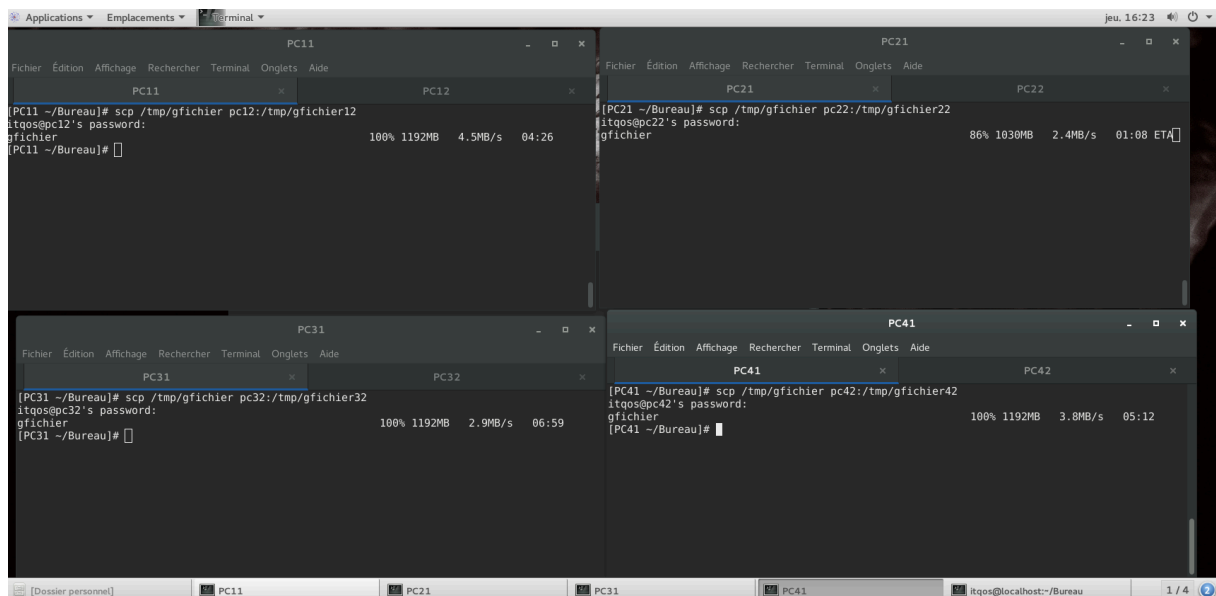 Applications Emplacements Terminal jeu. 16:23
PC11
Fichier Édition Affichage Rechercher Terminal Onglets Aide
PC11 PC12
[PC11 ~/Bureau]# scp /tmp/gfichier pc12:/tmp/gfichier12
itqos@pc12's password:
gfichier 100% 1192MB 4.5MB/s 04:26
[PC11 ~/Bureau]#
PC21
Fichier Édition Affichage Rechercher Terminal Onglets Aide
PC21 PC22
[PC21 ~/Bureau]# scp /tmp/gfichier pc22:/tmp/gfichier22
itqos@pc22's password:
gfichier 86% 1030MB 2.4MB/s 01:08 ETA
PC31
Fichier Édition Affichage Rechercher Terminal Onglets Aide
PC31 PC32
[PC31 ~/Bureau]# scp /tmp/gfichier pc32:/tmp/gfichier32
itqos@pc32's password:
gfichier 100% 1192MB 2.9MB/s 06:59
[PC31 ~/Bureau]#
PC41
Fichier Édition Affichage Rechercher Terminal Onglets Aide
PC41 PC42
[PC41 ~/Bureau]# scp /tmp/gfichier pc42:/tmp/gfichier42
itqos@pc42's password:
gfichier 100% 1192MB 3.8MB/s 05:12
[PC41 ~/Bureau]#
[Dossier personnel] PC11 PC21 PC31 PC41 itqos@localhost:~/Bureau 1 / 4 2